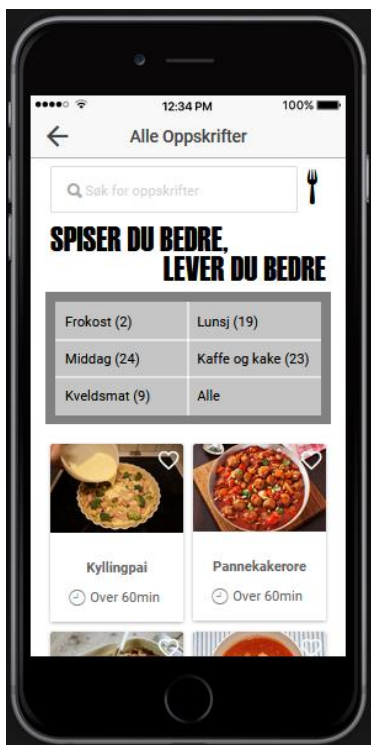 12:34 PM 100%
Alle Oppskrifter
Søk for oppskrifter
SPISER DU BEDRE,
LEVER DU BEDRE
Frokost (2) Lunsj (19)
Middag (24) Kaffe og kake (23)
Kveldsmat (9) Alle
Kyllingpai Pannekakerore
Over 60min Over 60min